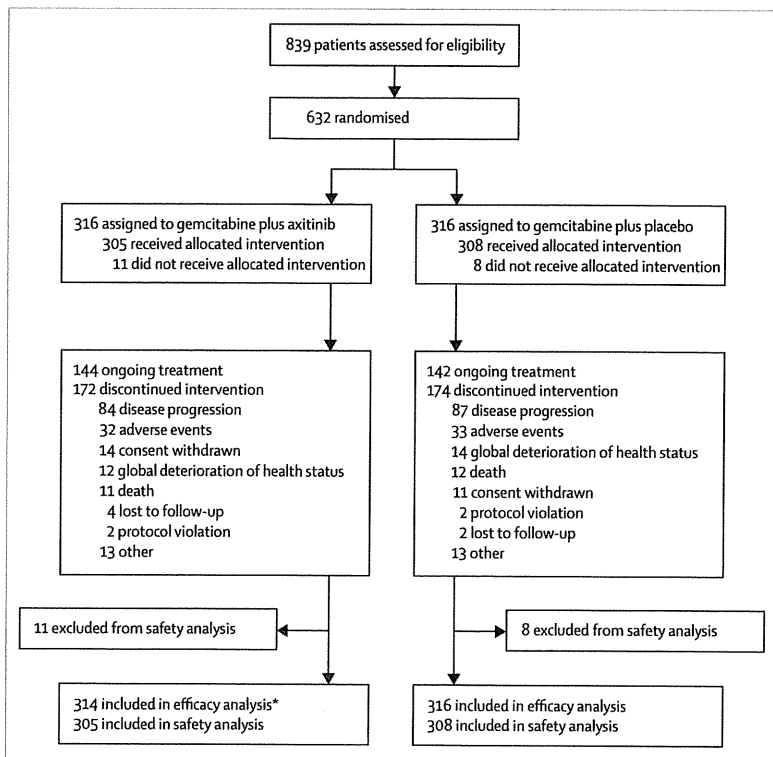 839 patients assessed for eligibility
632 randomised
316 assigned to gemcitabine plus axitinib
305 received allocated intervention
11 did not receive allocated intervention
316 assigned to gemcitabine plus placebo
308 received allocated intervention
8 did not receive allocated intervention
144 ongoing treatment
172 discontinued intervention
84 disease progression
32 adverse events
14 consent withdrawn
12 global deterioration of health status
11 death
4 lost to follow-up
2 protocol violation
13 other
142 ongoing treatment
174 discontinued intervention
87 disease progression
33 adverse events
14 global deterioration of health status
12 death
11 consent withdrawn
2 protocol violation
2 lost to follow-up
13 other
11 excluded from safety analysis
8 excluded from safety analysis
314 included in efficacy analysis*
305 included in safety analysis
316 included in efficacy analysis
308 included in safety analysis